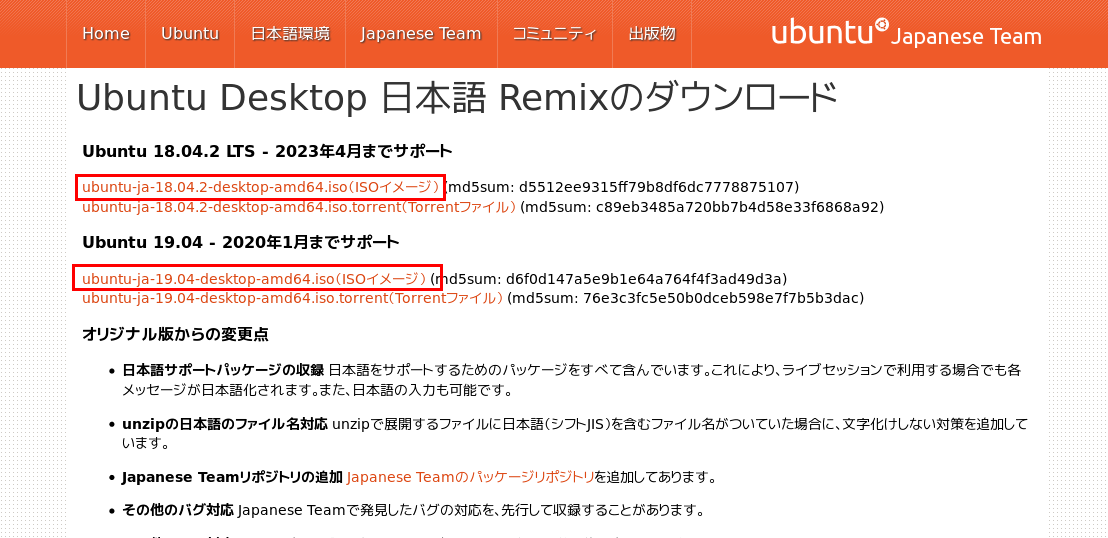 Home Ubuntu 日本語環境 Japanese Team コミュニティ 出版物 ubuntu Japanese Team
Ubuntu Desktop 日本語 Remixのダウンロード
Ubuntu 18.04.2 LTS - 2023年4月までサポート
ubuntu-ja-18.04.2-desktop-amd64.iso(ISOイメージ) (md5sum: d5512ee9315ff79b8df6dc7778875107)
ubuntu-ja-18.04.2-desktop-amd64.iso.torrent(Torrentファイル) (md5sum: c89eb3485a720bb7b4d58e33f6868a92)
Ubuntu 19.04 - 2020年1月までサポート
ubuntu-ja-19.04-desktop-amd64.iso(ISOイメージ) (md5sum: d6f0d147a5e9b1e64a764f4f3ad49d3a)
ubuntu-ja-19.04-desktop-amd64.iso.torrent(Torrentファイル) (md5sum: 76e3c3fc5e50b0dceb598e7f7b5b3dac)
オリジナル版からの変更点
• 日本語サポートパッケージの収録 日本語をサポートするためのパッケージをすべて含んでいます。これにより、ライブセッションで利用する場合でも各
メッセージが日本語化されます。また、日本語の入力も可能です。
• unzipの日本語のファイル名対応 unzipで展開するファイルに日本語(シフトJIS)を含むファイル名がついていた場合に、文字化けしない対策を追加して
います。
• Japanese Teamリポジトリの追加 Japanese Teamのパッケージリポジトリを追加してあります。
• その他のバグ対応 Japanese Teamで発見したバグの対応を、先行して収録することがあります。